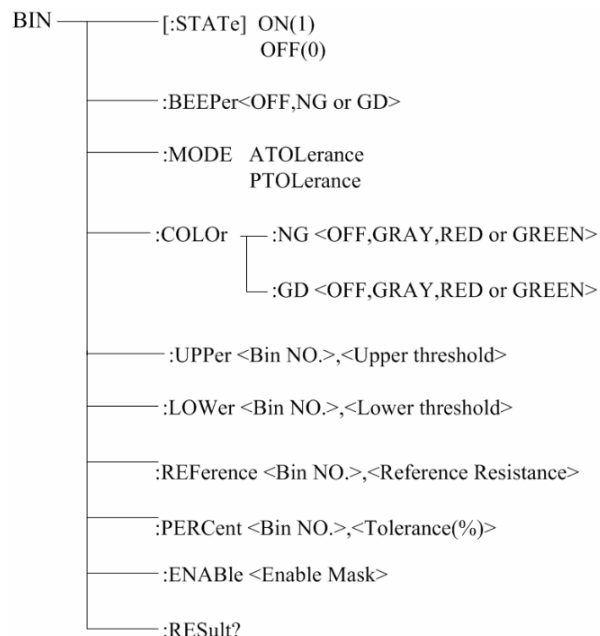 BIN [:STATe] ON(1)
OFF(0)
:BEEPer<OFF,NG or GD>
:MODE ATOLerance
PTOLerance
:COLOr :NG <OFF,GRAY,RED or GREEN>
:GD <OFF,GRAY,RED or GREEN>
:UPPer <Bin NO.>,<Upper threshold>
:LOWer <Bin NO.>,<Lower threshold>
:REFerence <Bin NO.>,<Reference Resistance>
:PERCent <Bin NO.>,<Tolerance(%)>
:ENABle <Enable Mask>
:RESult?